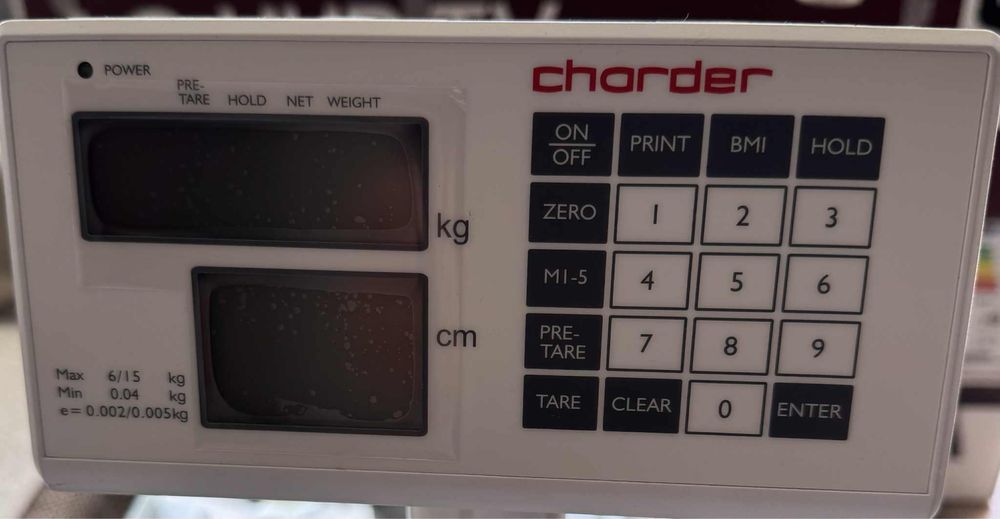 POWER
PRE-
TARE HOLD NET WEIGHT
kg
cm
Max 6/15 kg
Min 0.04 kg
e= 0.002/0.005kg
charder
ON
OFF
PRINT
BMI
HOLD
ZERO
1
2
3
M1-5
4
5
6
PRE-
TARE
7
8
9
TARE
CLEAR
0
ENTER